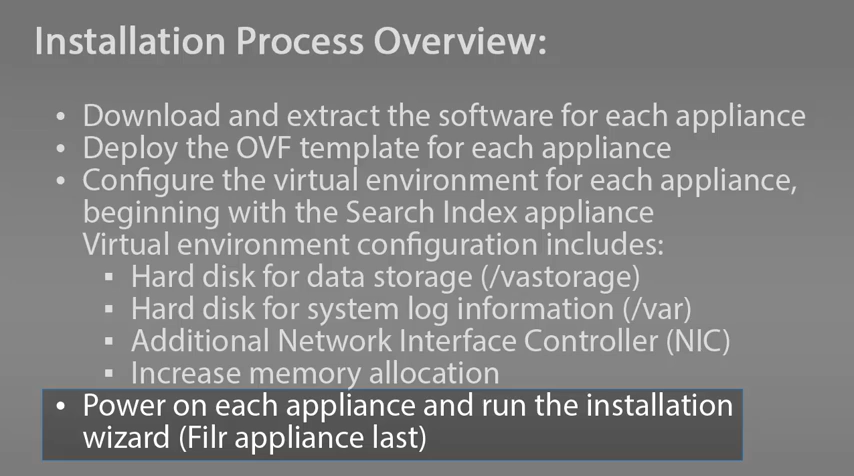 Installation Process Overview:
• Download and extract the software for each appliance
• Deploy the OVF template for each appliance
• Configure the virtual environment for each appliance,
beginning with the Search Index appliance
Virtual environment configuration includes:
▪ Hard disk for data storage (/vastorage)
▪ Hard disk for system log information (/var)
▪ Additional Network Interface Controller (NIC)
▪ Increase memory allocation
• Power on each appliance and run the installation
wizard (Filr appliance last)